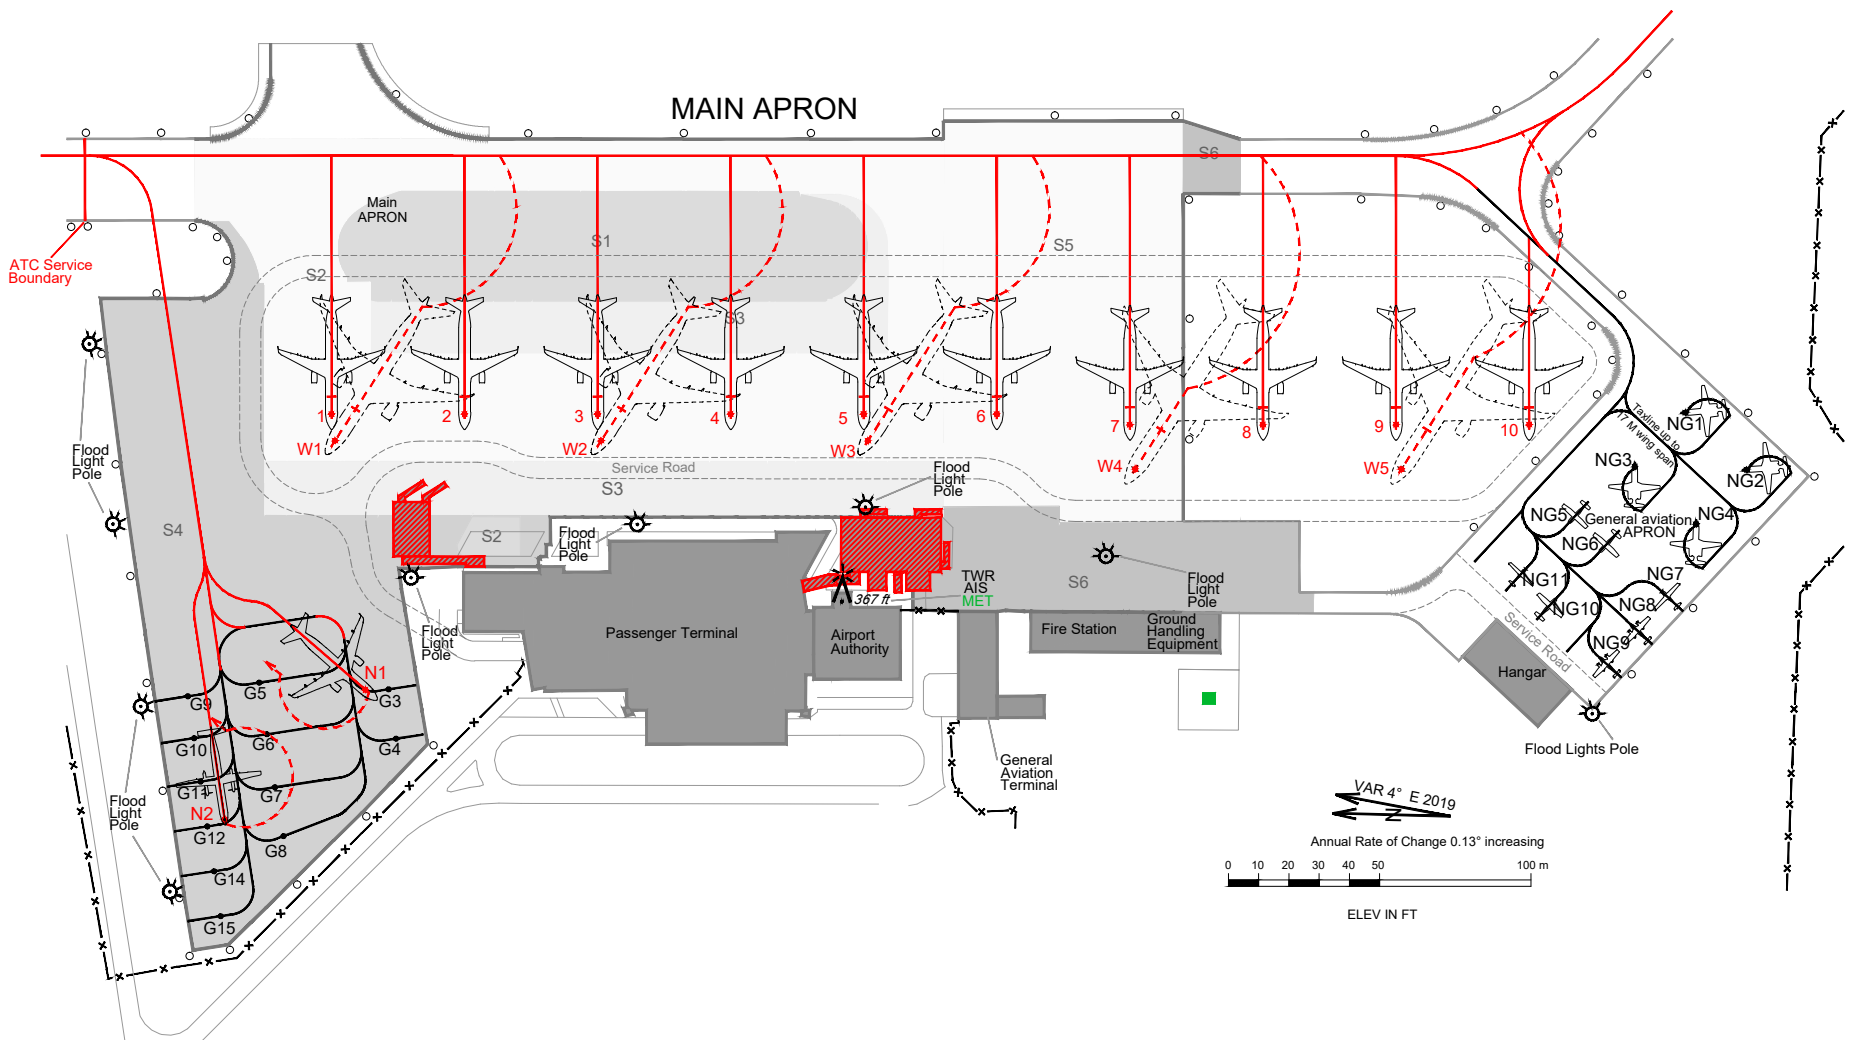 MAIN APRON
S6
Main
APRON
S1
S5
S2
ATC Service
Boundary
S3
1
2
3
4
5
6
7
8
9
10
W1
W2
W3
W4
W5
Taxline up to
17 M wing span
NG1
NG2
NG3
NG4
NG5
NG6
NG7
NG8
NG9
NG10
NG11
General aviation
APRON
Flood
Light
Pole
Service Road
S3
Flood
Light
Pole
S4
S2
Flood
Light
Pole
367 ft
TWR
AIS
MET
S6
Flood
Light
Pole
Flood
Light
Pole
Passenger Terminal
Airport
Authority
Fire Station
Ground
Handling
Equipment
Service Road
Hangar
Flood Lights Pole
General
Aviation
Terminal
N1
G3
G4
G5
G9
G10
G6
G11
G7
N2
G12
G8
G14
G15
Flood
Light
Pole
VAR 4° E 2019
N
Annual Rate of Change 0.13° increasing
0 10 20 30 40 50 100 m
ELEV IN FT